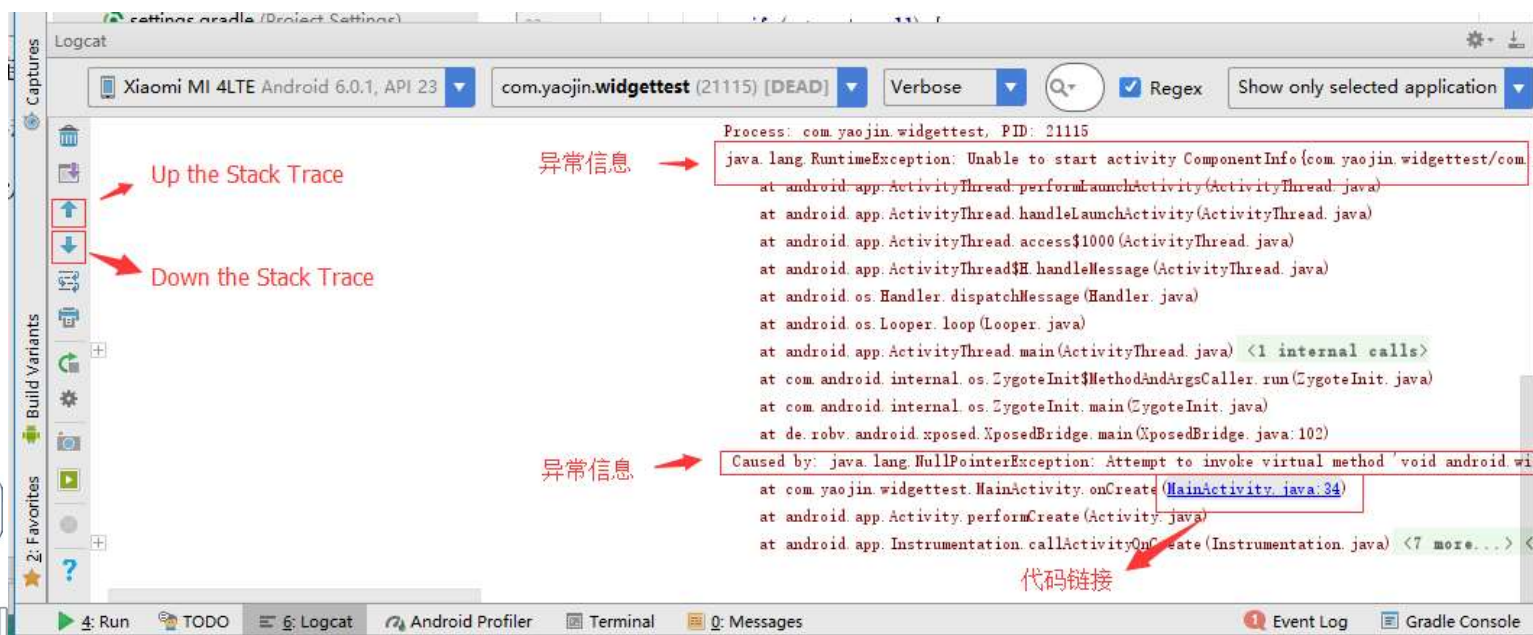 settings.gradle (Project Settings)
Logcat
Captures
Xiaomi MI 4LTE Android 6.0.1, API 23
com.yaojin.widgettest (21115) [DEAD]
Verbose
Regex
Show only selected application
Process: com.yaojin.widgettest, PID: 21115
异常信息
java.lang.RuntimeException: Unable to start activity ComponentInfo{com.yaojin.widgettest/com.
Up the Stack Trace
at android.app.ActivityThread.performLaunchActivity(ActivityThread.java)
at android.app.ActivityThread.handleLaunchActivity(ActivityThread.java)
at android.app.ActivityThread.access$1000(ActivityThread.java)
Down the Stack Trace
at android.app.ActivityThread$H.handleMessage(ActivityThread.java)
at android.os.Handler.dispatchMessage(Handler.java)
at android.os.Looper.loop(Looper.java)
at android.app.ActivityThread.main(ActivityThread.java) <1 internal calls>
Build Variants
at com.android.internal.os.ZygoteInit$MethodAndArgsCaller.run(ZygoteInit.java)
at com.android.internal.os.ZygoteInit.main(ZygoteInit.java)
at de.robv.android.xposed.XposedBridge.main(XposedBridge.java:102)
异常信息
Caused by: java.lang.NullPointerException: Attempt to invoke virtual method 'void android.wi
at com.yaojin.widgettest.MainActivity.onCreate(MainActivity.java:34)
at android.app.Activity.performCreate(Activity.java)
at android.app.Instrumentation.callActivityOnCreate(Instrumentation.java) <7 more...> <
2: Favorites
代码链接
4: Run
TODO
6: Logcat
Android Profiler
Terminal
0: Messages
1 Event Log
Gradle Console